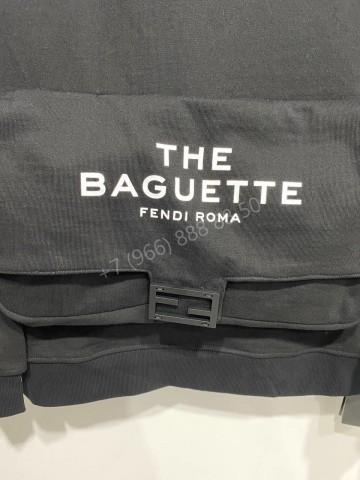 THE
BAGUETTE
FENDI ROMA